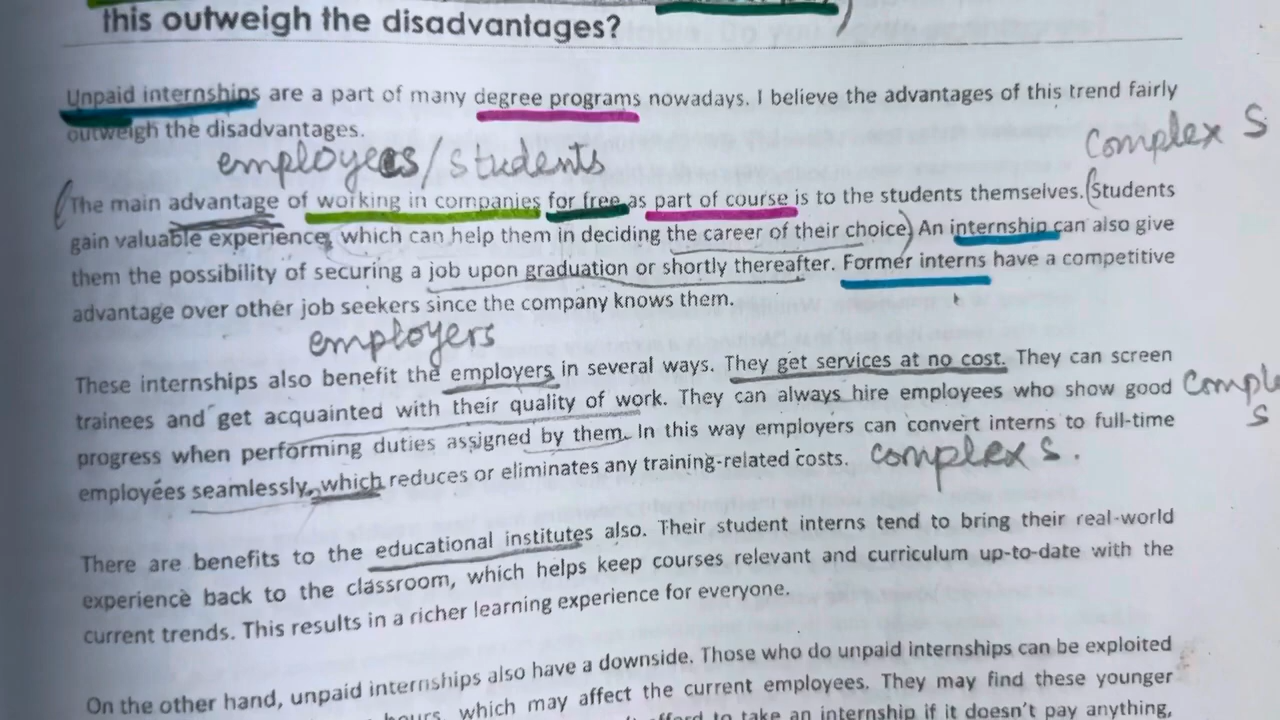 this outweigh the disadvantages?
Unpaid internships are a part of many degree programs nowadays. I believe the advantages of this trend fairly
outweigh the disadvantages.
employees/students
Complex S
The main advantage of working in companies for free as part of course is to the students themselves. Students
gain valuable experience, which can help them in deciding the career of their choice. An internship can also give
them the possibility of securing a job upon graduation or shortly thereafter. Former interns have a competitive
advantage over other job seekers since the company knows them.
employers
These internships also benefit the employers in several ways. They get services at no cost. They can screen
trainees and get acquainted with their quality of work. They can always hire employees who show good
Comple
S
progress when performing duties assigned by them. In this way employers can convert interns to full-time
employees seamlessly, which reduces or eliminates any training-related costs.
complex S.
There are benefits to the educational institutes also. Their student interns tend to bring their real-world
experience back to the classroom, which helps keep courses relevant and curriculum up-to-date with the
current trends. This results in a richer learning experience for everyone.
On the other hand, unpaid internships also have a downside. Those who do unpaid internships can be exploited
hours, which may affect the current employees. They may find these younger
to take an internship if it doesn't pay anything,